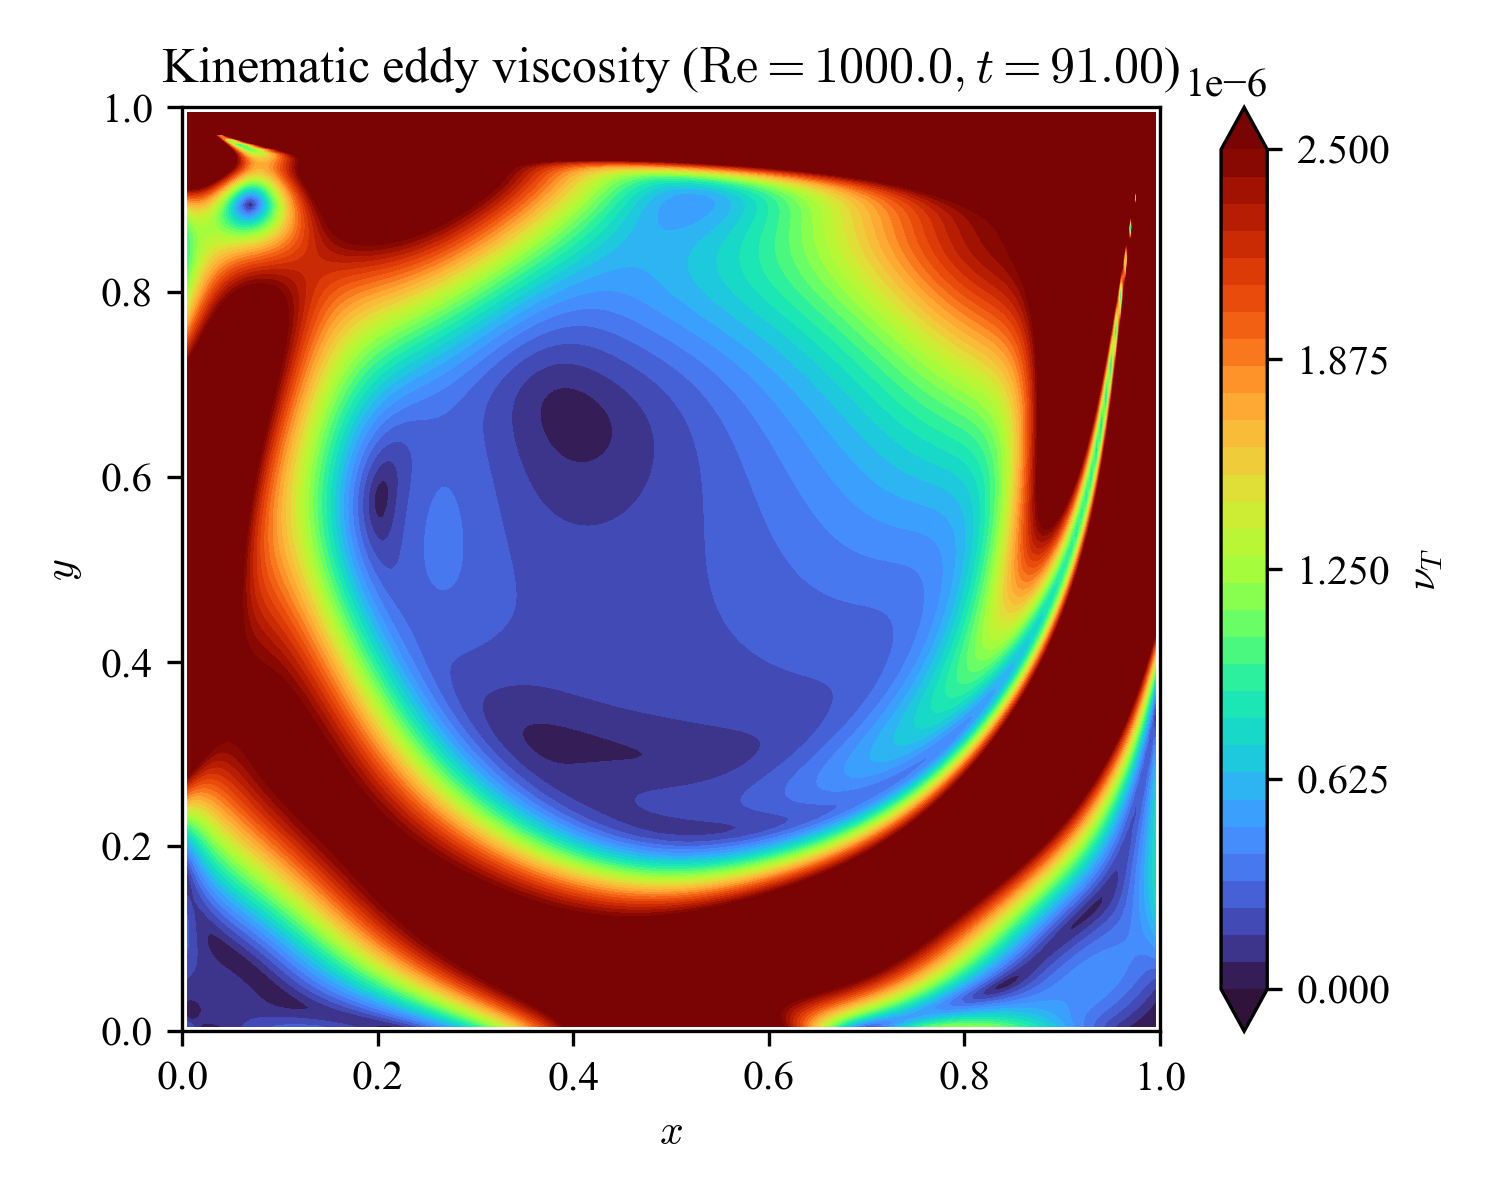 Kinematic eddy viscosity (Re = 1000.0, t = 91.00)
1e−6
1.0
0.8
0.6
0.4
0.2
0.0
y
0.0 0.2 0.4 0.6 0.8 1.0
x
2.500
1.875
1.250
0.625
0.000
ν_T